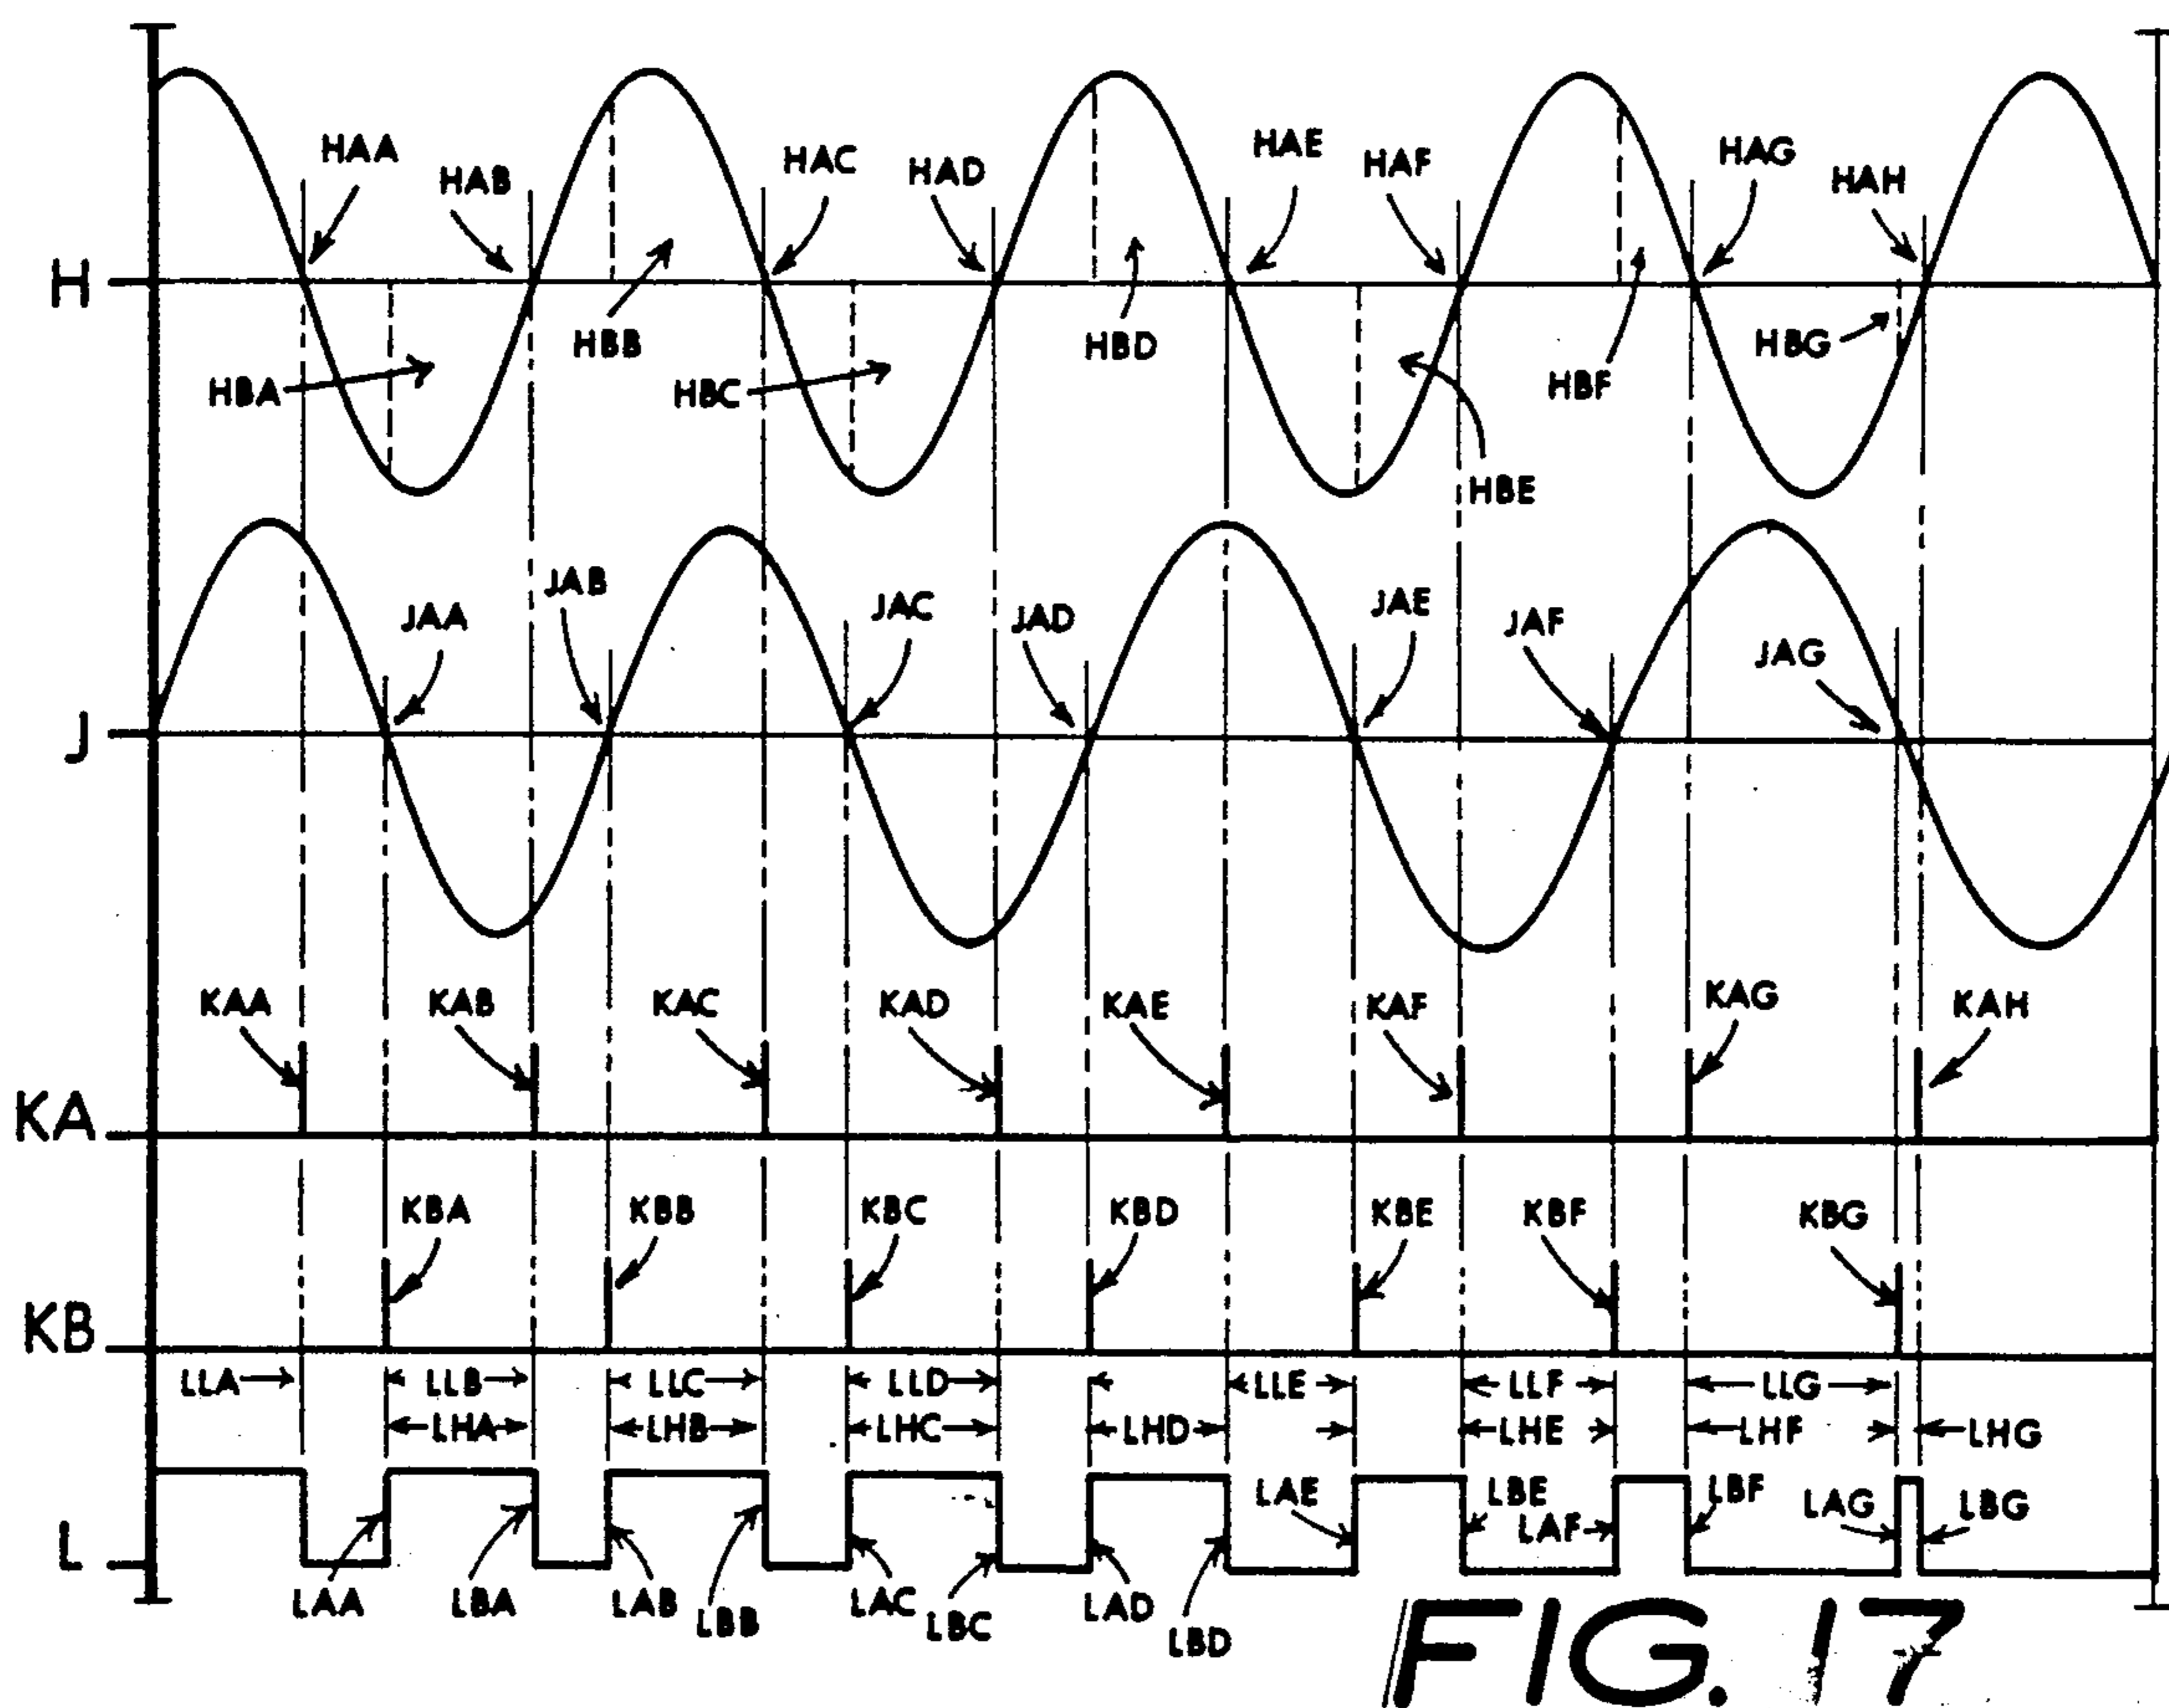 HAA
HAB
HAC
HAD
HAE
HAF
HAG
HAH
H
HBA
HBB
HBC
HBD
HBE
HBF
HBG
JAA
JAB
JAC
JAD
JAE
JAF
JAG
J
KAA
KAB
KAC
KAD
KAE
KAF
KAG
KAH
KA
KBA
KBB
KBC
KBD
KBE
KBF
KBG
KB
LLA
LLB
LLC
LLD
LLE
LLF
LLG
LHA
LHB
LHC
LHD
LHE
LHF
LHG
LAE
LBE
LAF
LBF
LAG
LBG
L
LAA
LBA
LAB
LBB
LAC
LBC
LAD
LBD
FIG. 17